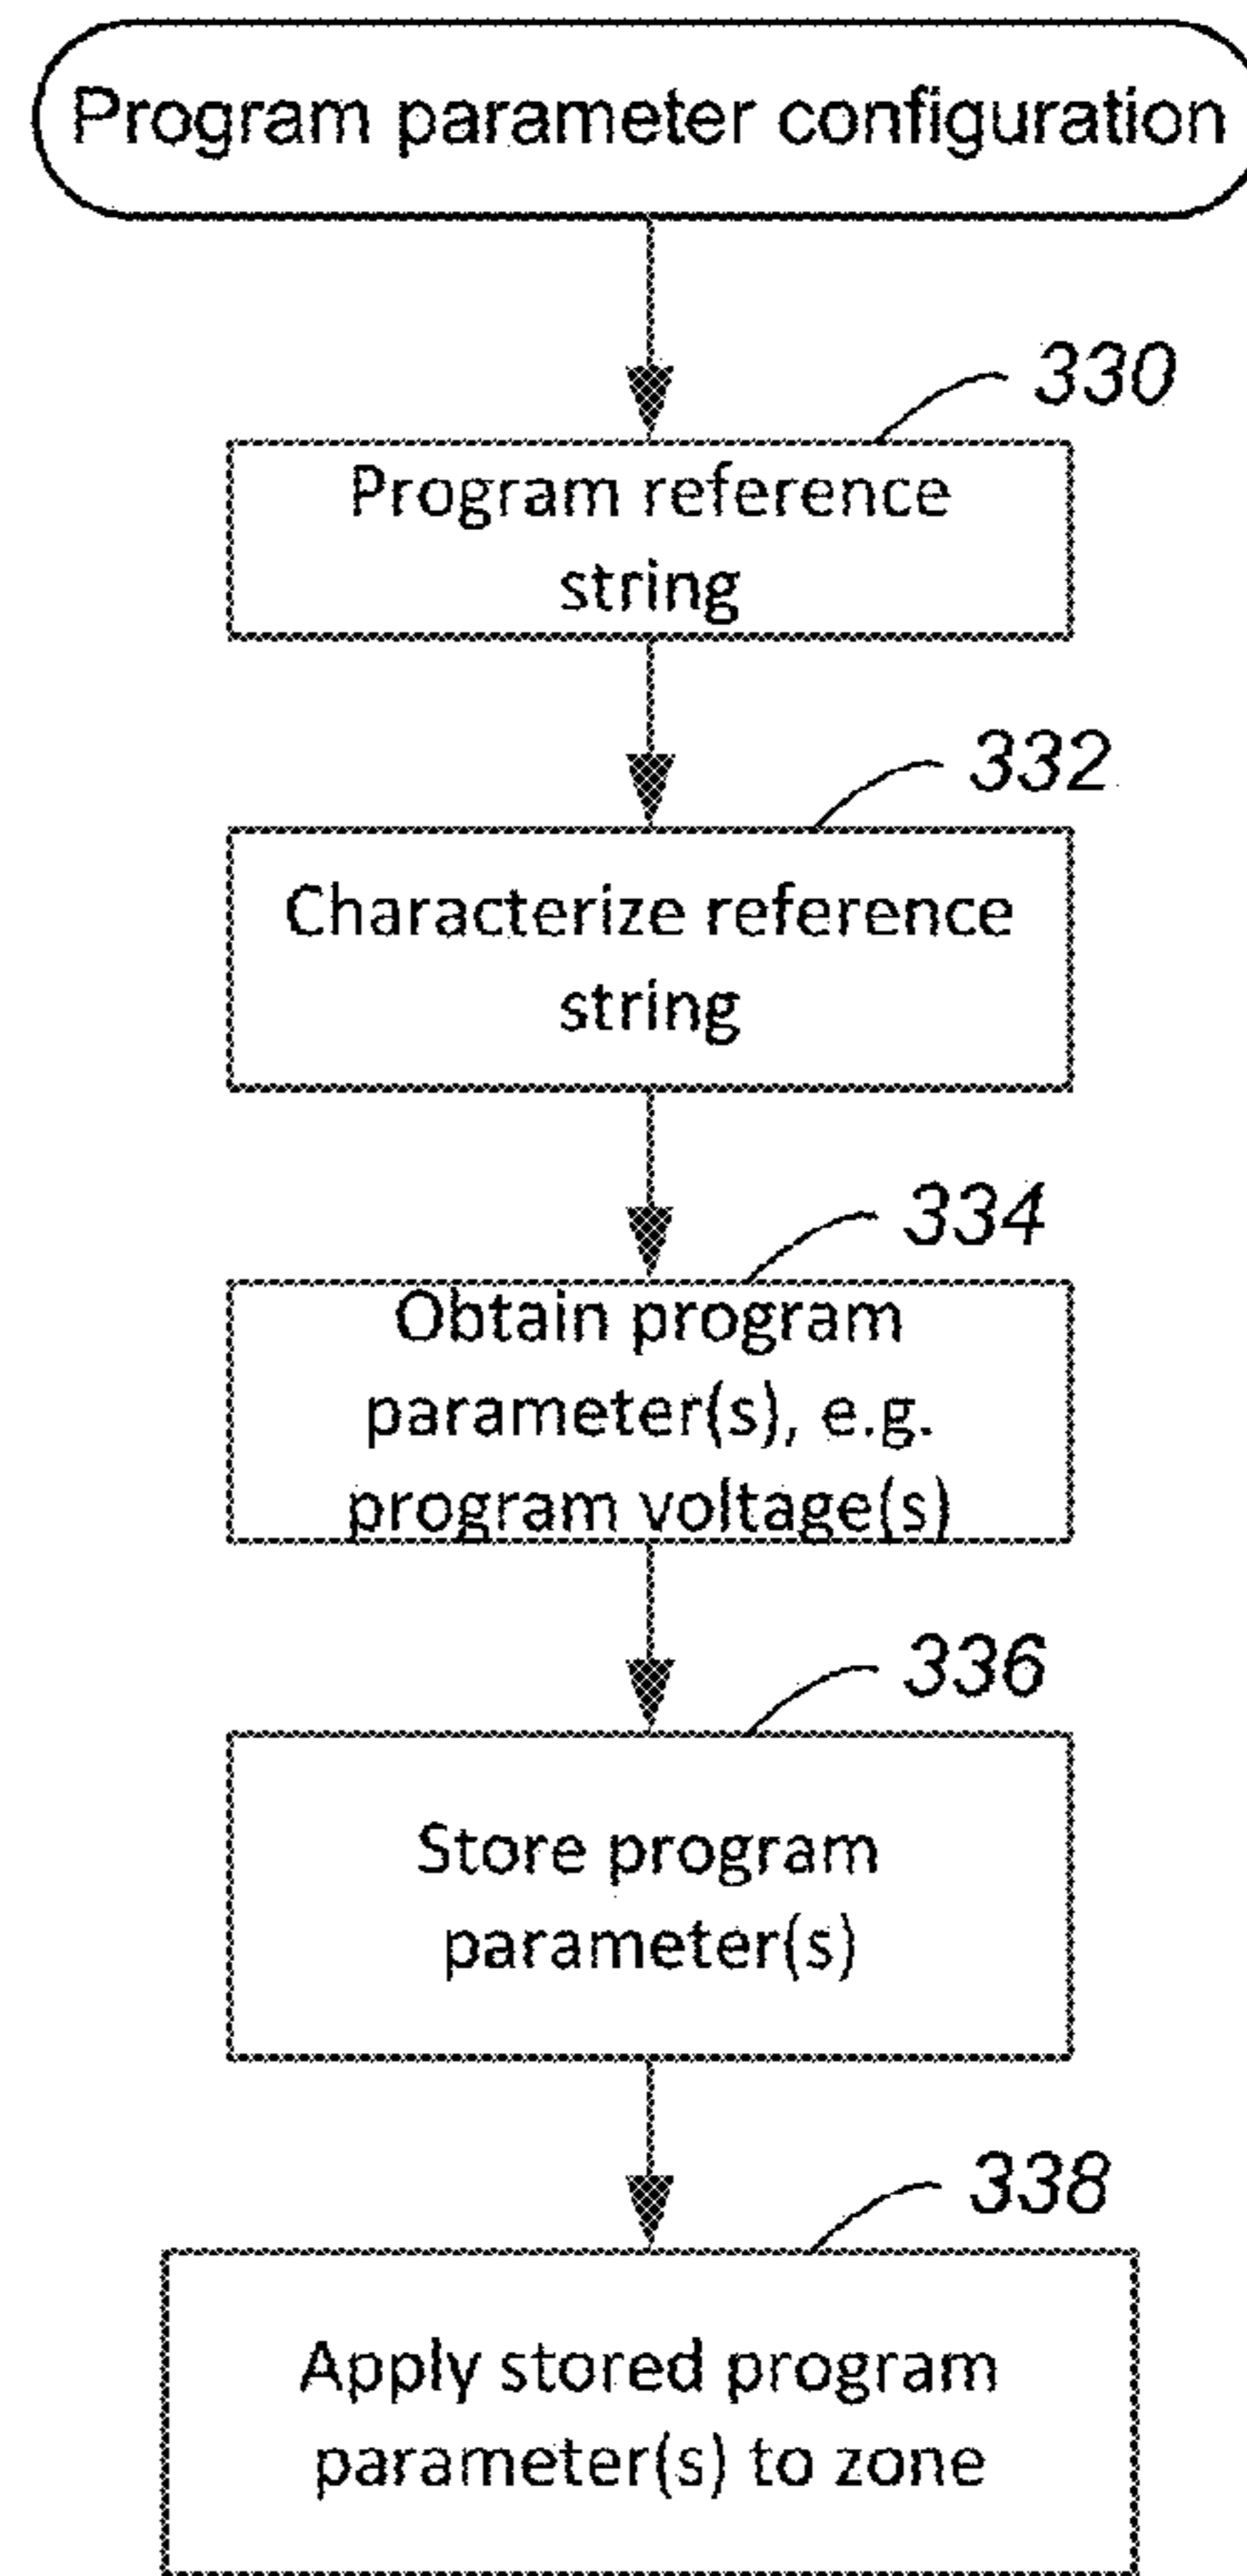 Program parameter configuration
330
Program reference
string
332
Characterize reference
string
334
Obtain program
parameter(s), e.g.
program voltage(s)
336
Store program
parameter(s)
338
Apply stored program
parameter(s) to zone